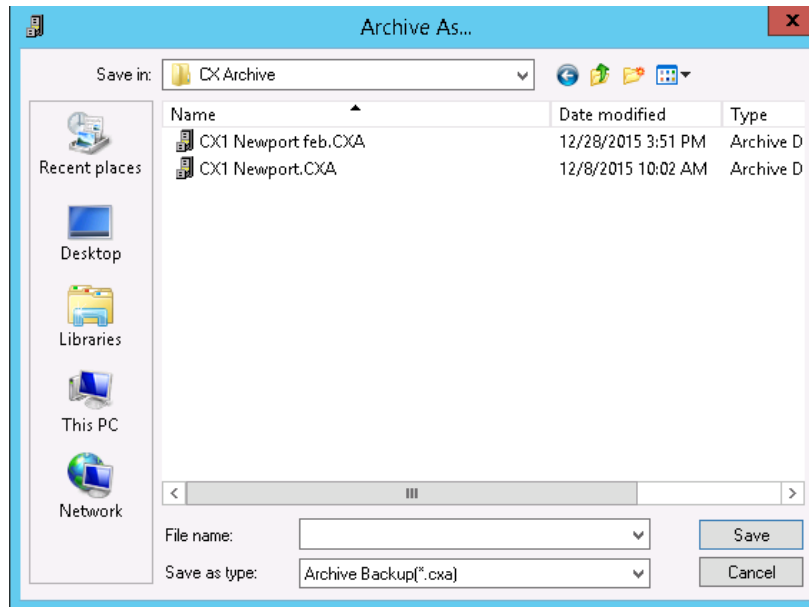 Archive As...
x
Save in: CX Archive
Name Date modified Type
CX1 Newport feb.CXA 12/28/2015 3:51 PM Archive D
CX1 Newport.CXA 12/8/2015 10:02 AM Archive D
Recent places
Desktop
Libraries
This PC
Network
File name: Save
Save as type: Archive Backup(*.cxa) Cancel